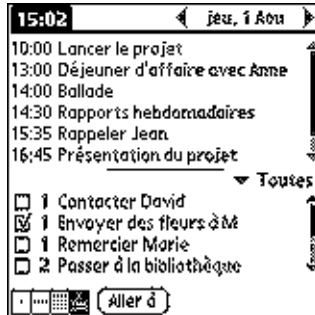 15:02 jeu, 1 Aou
10:00 Lancer le projet
13:00 Déjeuner d'affaire avec Anne
14:00 Ballade
14:30 Rapports hebdomadaires
15:35 Rappeler Jean
16:45 Présentation du projet
Toutes
1 Contacter David
1 Envoyer des fleurs à M
1 Remercier Marie
2 Passer à la bibliothèque
Aller à